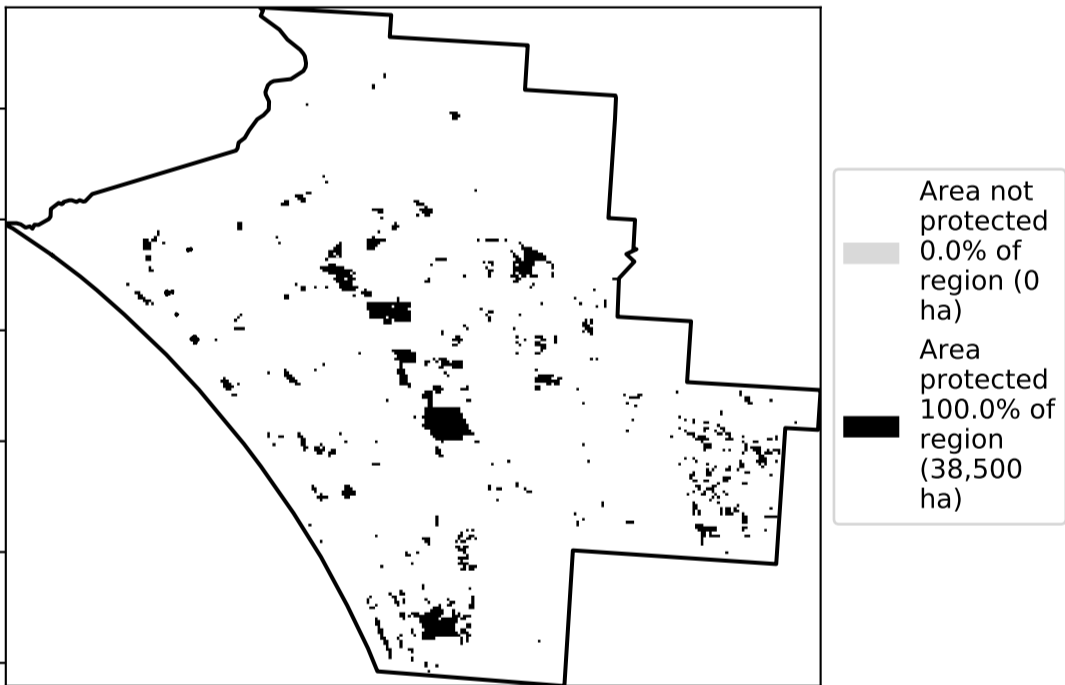 Area not
protected
0.0% of
region (0
ha)
Area
protected
100.0% of
region
(38,500
ha)